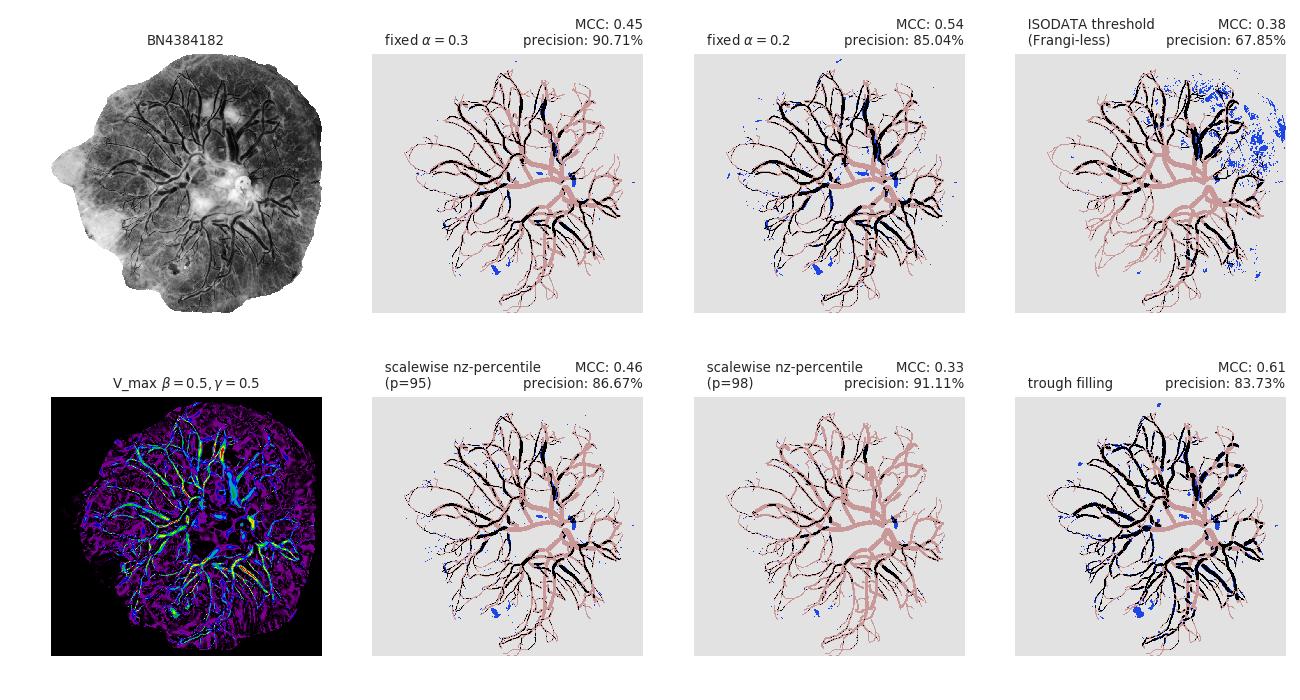 BN4384182
MCC: 0.45
fixed α = 0.3 precision: 90.71%
MCC: 0.54
fixed α = 0.2 precision: 85.04%
ISODATA threshold MCC: 0.38
(Frangi-less) precision: 67.85%
V_max β = 0.5, γ = 0.5
scalewise nz-percentile MCC: 0.46
(p=95) precision: 86.67%
scalewise nz-percentile MCC: 0.33
(p=98) precision: 91.11%
MCC: 0.61
trough filling precision: 83.73%